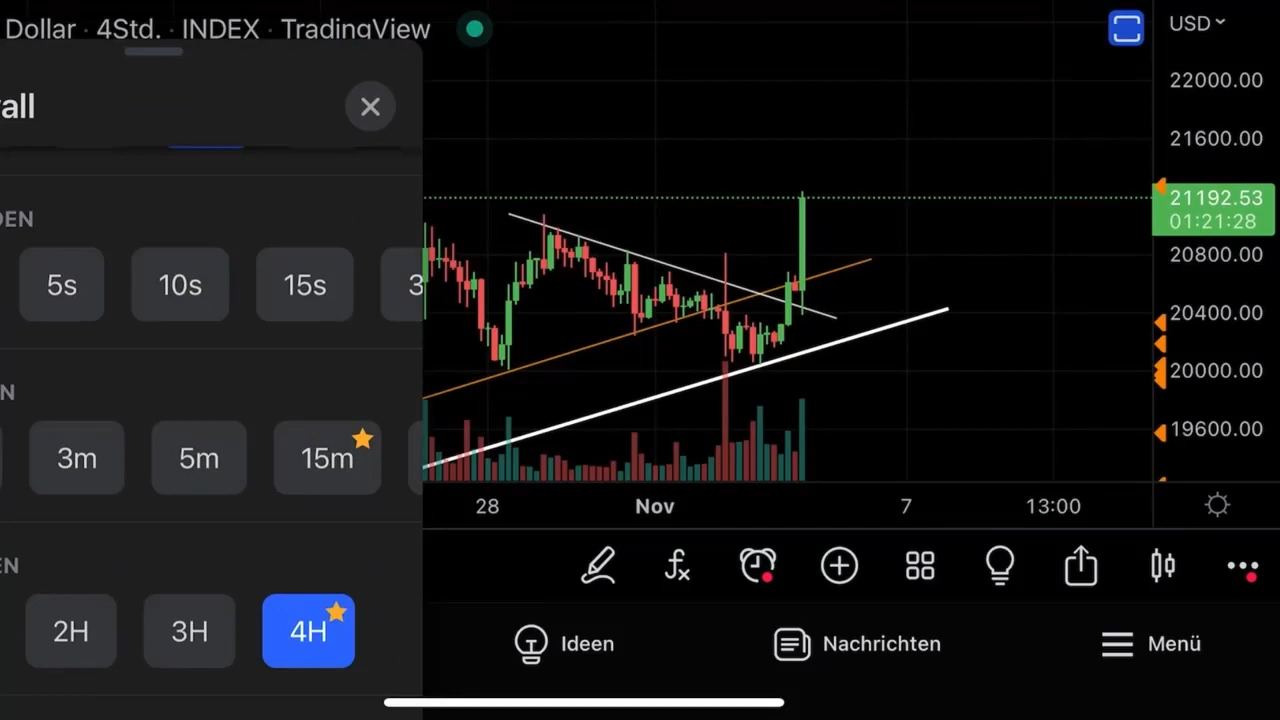 Dollar · 4Std. · INDEX · TradingView
USD
all
22000.00
21600.00
21192.53
01:21:28
DEN
5s
10s
15s
3
20800.00
20400.00
20000.00
19600.00
N
3m
5m
15m
28
Nov
7
13:00
EN
2H
3H
4H
Ideen
Nachrichten
Menü